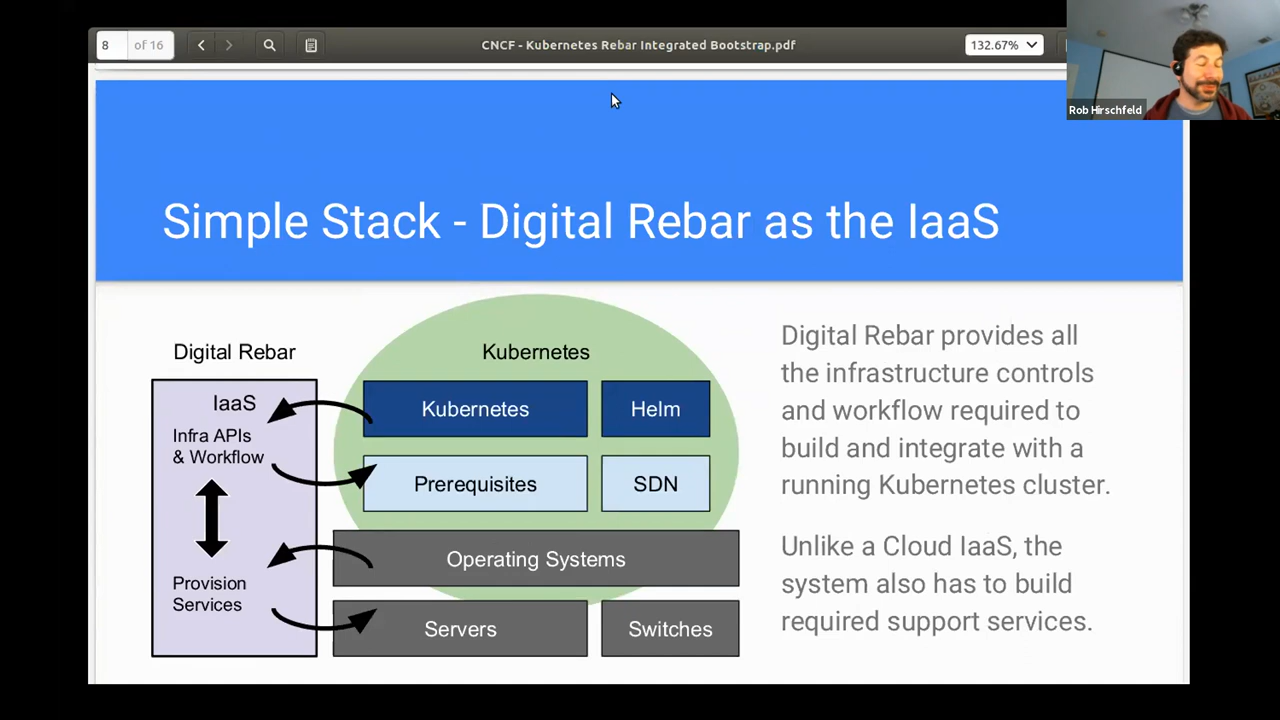 8
of 16
CNCF - Kubernetes Rebar Integrated Bootstrap.pdf
132.67%
Rob Hirschfeld
Simple Stack - Digital Rebar as the IaaS
Digital Rebar
IaaS
Infra APIs
& Workflow
Provision
Services
Kubernetes
Kubernetes
Helm
Prerequisites
SDN
Operating Systems
Servers
Switches
Digital Rebar provides all
the infrastructure controls
and workflow required to
build and integrate with a
running Kubernetes cluster.
Unlike a Cloud IaaS, the
system also has to build
required support services.